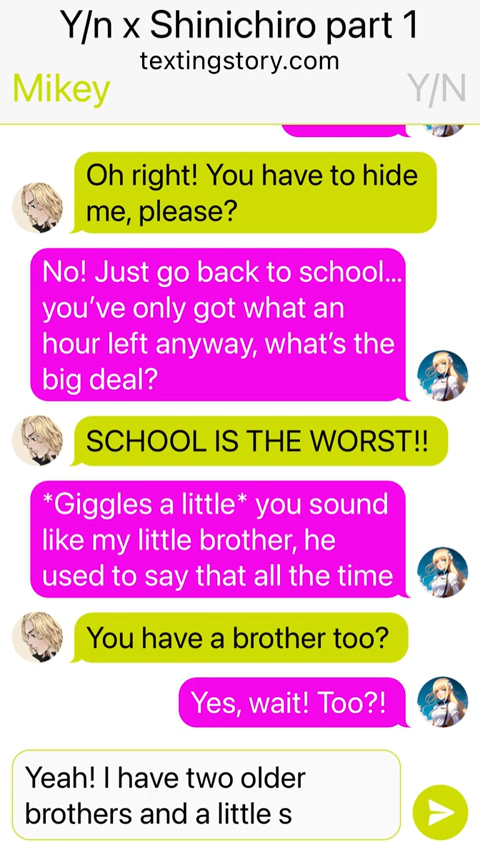 Y/n x Shinichiro part 1
textingstory.com
Mikey
Y/N
Oh right! You have to hide
me, please?
No! Just go back to school...
you've only got what an
hour left anyway, what's the
big deal?
SCHOOL IS THE WORST!!
*Giggles a little* you sound
like my little brother, he
used to say that all the time
You have a brother too?
Yes, wait! Too?!
Yeah! I have two older
brothers and a little s